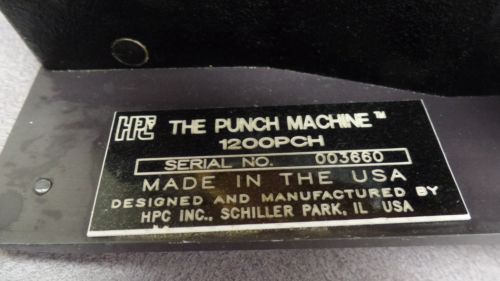 HPC THE PUNCH MACHINE™
1200PCH
SERIAL NO. 003660
MADE IN THE USA
DESIGNED AND MANUFACTURED BY
HPC INC., SCHILLER PARK, IL USA